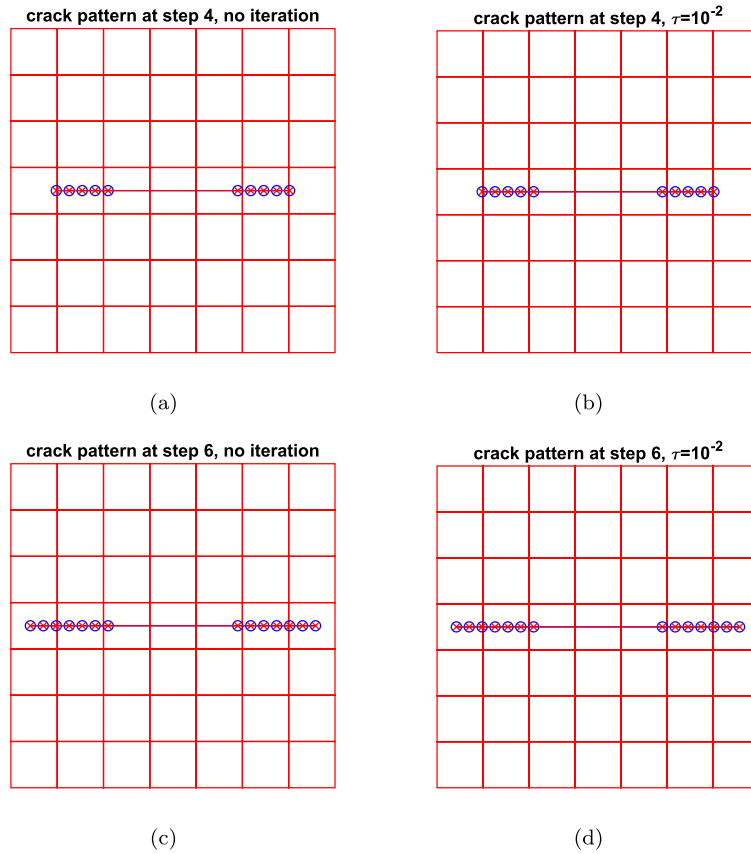 crack pattern at step 4, no iteration
crack pattern at step 4, τ=10⁻²
(a)
(b)
crack pattern at step 6, no iteration
crack pattern at step 6, τ=10⁻²
(c)
(d)